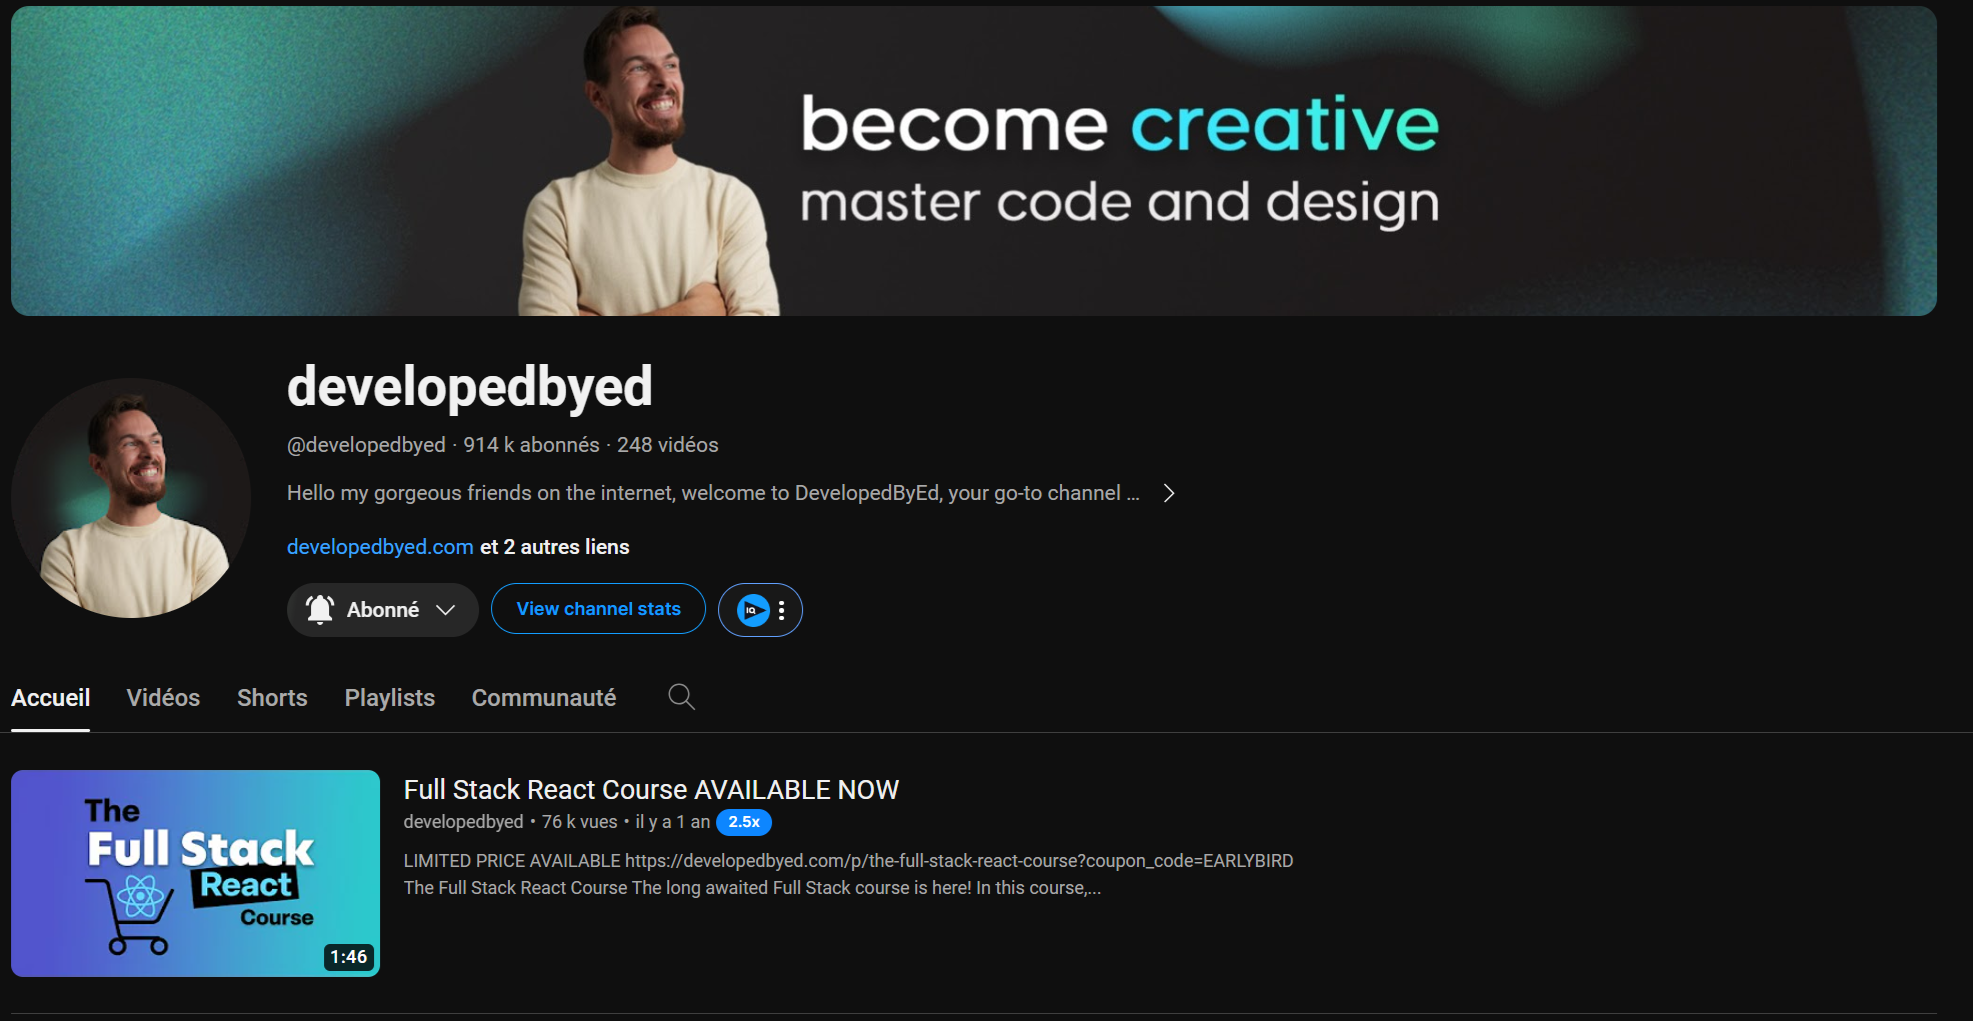 become creative
master code and design
developedbyed
@developedbyed · 914 k abonnés · 248 vidéos
Hello my gorgeous friends on the internet, welcome to DevelopedByEd, your go-to channel ...
developedbyed.com et 2 autres liens
Abonné
View channel stats
IQ
Accueil
Vidéos
Shorts
Playlists
Communauté
The
Full Stack
React
Course
1:46
Full Stack React Course AVAILABLE NOW
developedbyed • 76 k vues • il y a 1 an 2.5x
LIMITED PRICE AVAILABLE https://developedbyed.com/p/the-full-stack-react-course?coupon_code=EARLYBIRD
The Full Stack React Course The long awaited Full Stack course is here! In this course,...